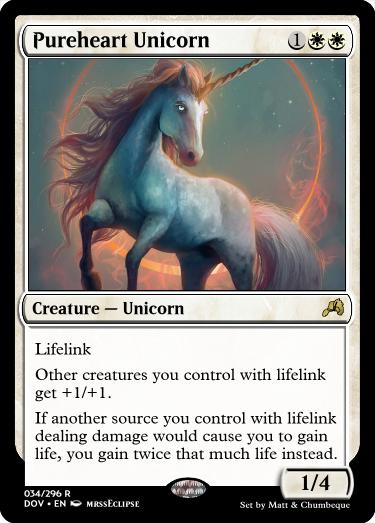 Pureheart Unicorn 1
Creature — Unicorn
Lifelink
Other creatures you control with lifelink
get +1/+1.
If another source you control with lifelink
dealing damage would cause you to gain
life, you gain twice that much life instead.
1/4
034/296 R
DOV • EN MRSSECLIPSE
Set by Matt & Chumbeque